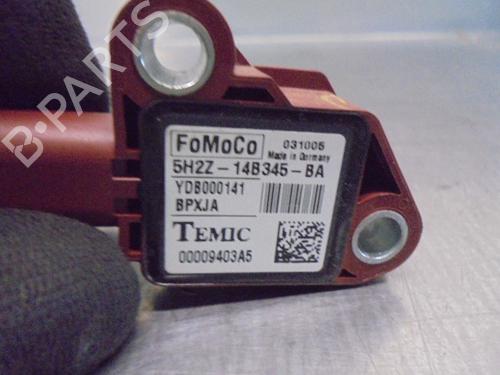 B-PARTS
FoMoCo 031005
Made in Germany
5H2Z-14B345-BA
YDB000141
BPXJA
TEMIC
00009403A5